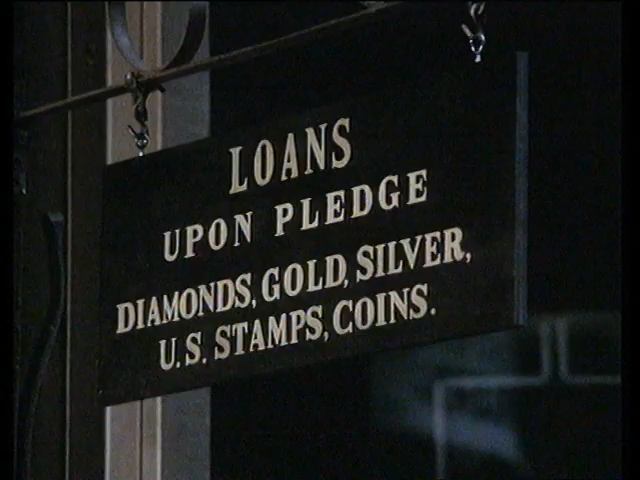 LOANS
UPON PLEDGE
DIAMONDS, GOLD, SILVER,
U.S. STAMPS, COINS.